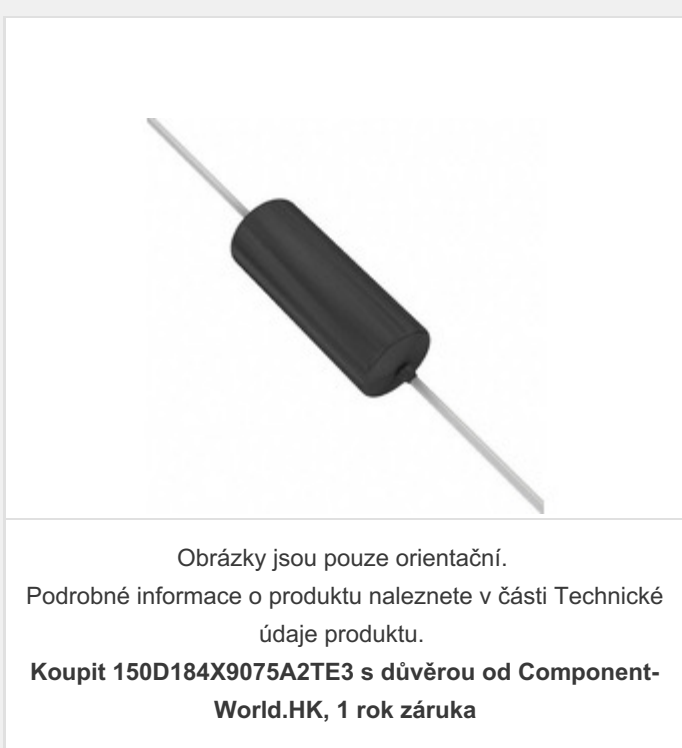 Obrázky jsou pouze orientační.
Podrobné informace o produktu naleznete v části Technické
údaje produktu.
Koupit 150D184X9075A2TE3 s důvěrou od Component-
World.HK, 1 rok záruka